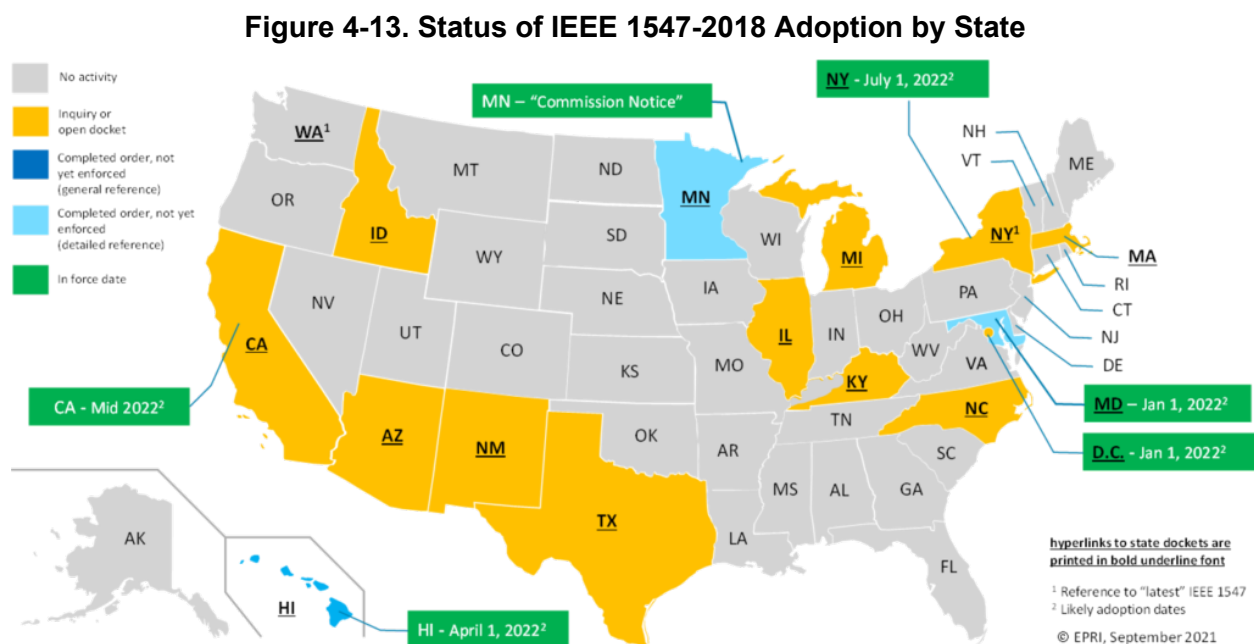 Figure 4-13. Status of IEEE 1547-2018 Adoption by State
No activity
Inquiry or
open docket
Completed order, not
yet enforced
(general reference)
Completed order, not yet
enforced
(detailed reference)
In force date
MN – “Commission Notice”
NY - July 1, 2022²
WA¹
MT
ND
MN
NH
VT
ME
OR
ID
WY
SD
WI
MI
NY¹
MA
RI
CT
NV
UT
CO
NE
IA
IL
IN
OH
PA
NJ
DE
CA
KS
MO
KY
WV
VA
CA - Mid 2022²
MD – Jan 1, 2022²
AZ
NM
OK
AR
TN
NC
D.C. - Jan 1, 2022²
TX
LA
MS
AL
GA
SC
FL
AK
HI
HI - April 1, 2022²
hyperlinks to state dockets are
printed in bold underline font
¹ Reference to "latest" IEEE 1547
² Likely adoption dates
© EPRI, September 2021